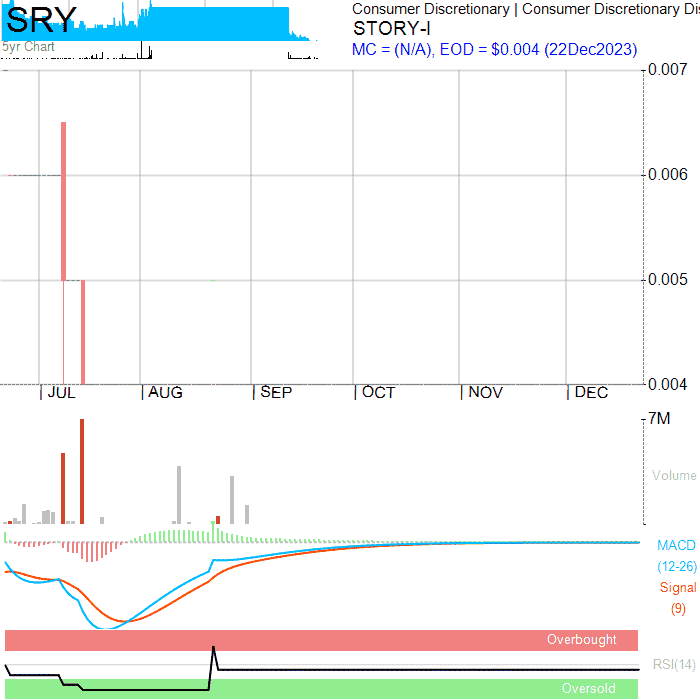 SRY
5yr Chart
Consumer Discretionary | Consumer Discretionary Dis
STORY-I
MC = (N/A), EOD = $0.004 (22Dec2023)
0.007
0.006
0.005
0.004
JUL AUG SEP OCT NOV DEC
7M
Volume
MACD
(12-26)
Signal
(9)
Overbought
RSI(14)
Oversold